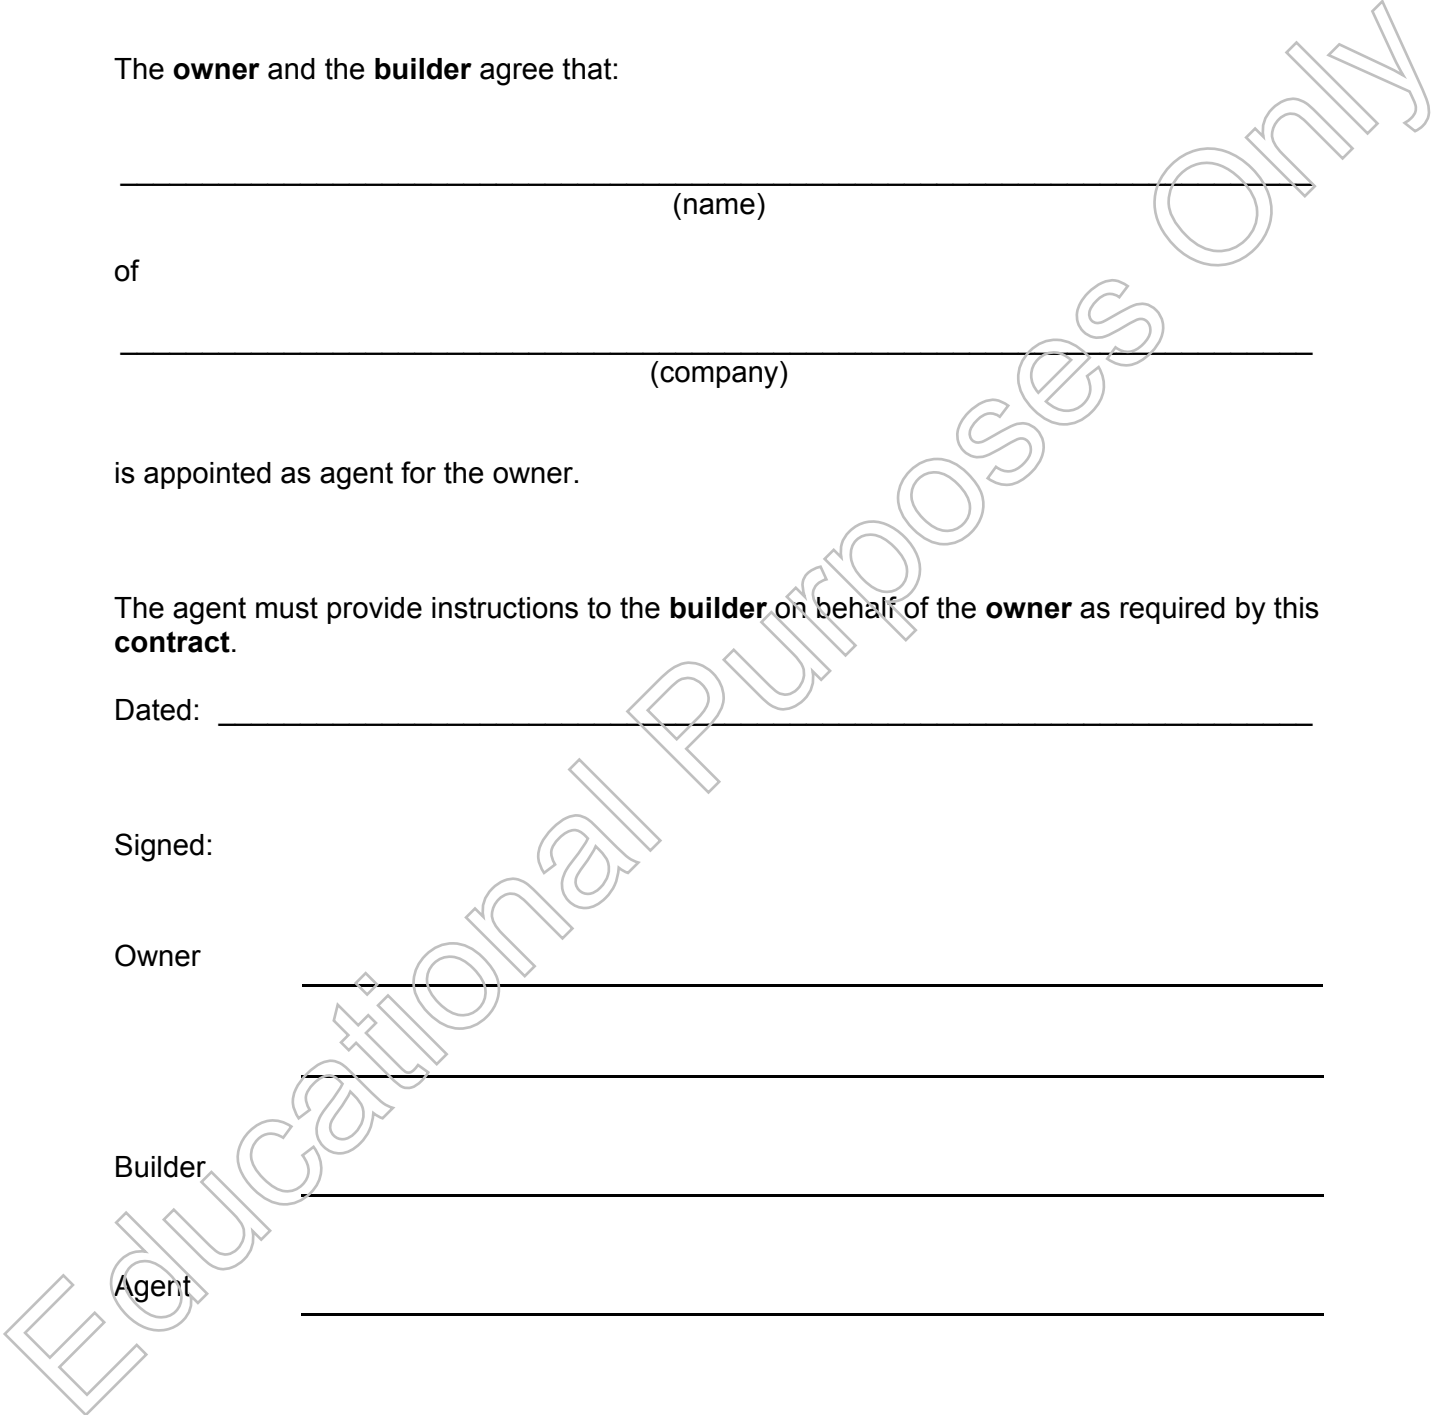 The owner and the builder agree that:
(name)
of
(company)
is appointed as agent for the owner.
The agent must provide instructions to the builder on behalf of the owner as required by this
contract.
Dated:
Signed:
Owner
Builder
Agent
Educational Purposes Only